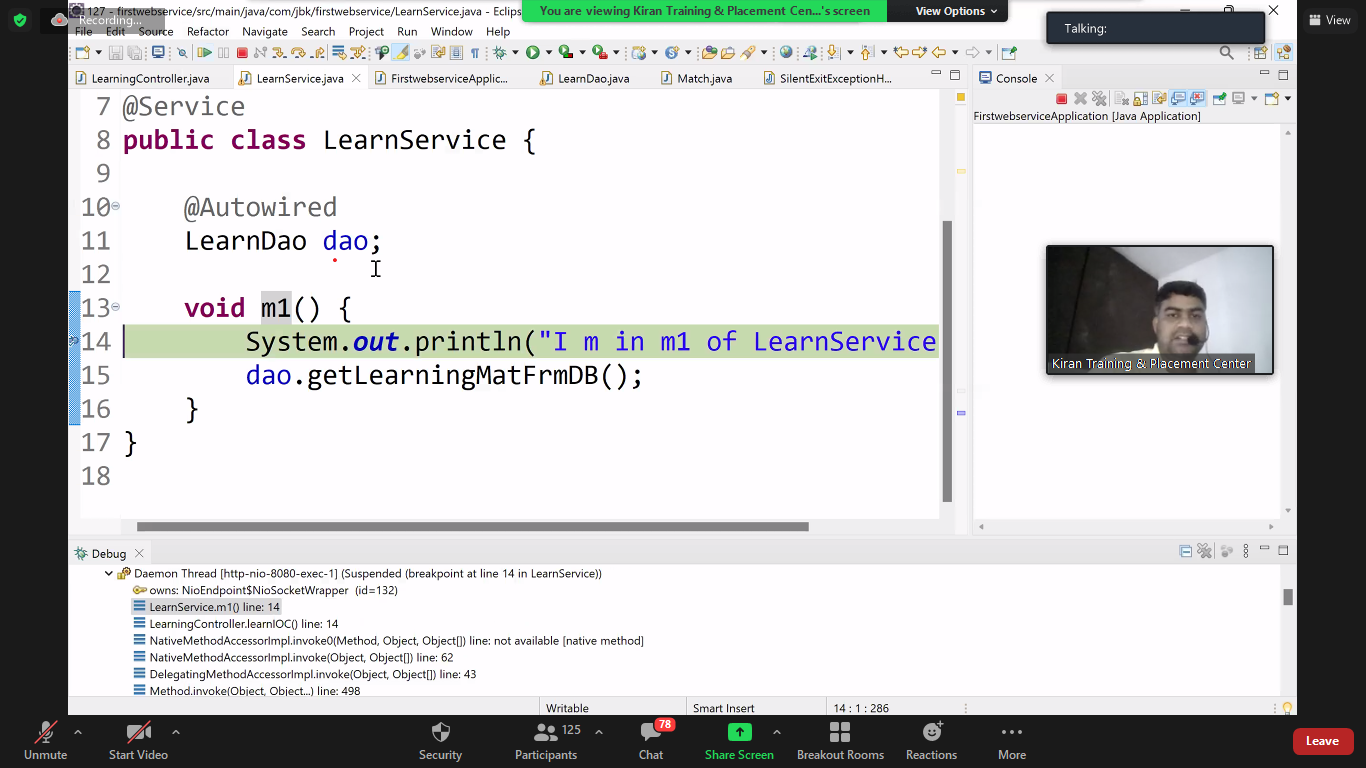 Recording...
127 - firstwebservice/src/main/java/com/jbk/firstwebservice/LearnService.java - Eclips
You are viewing Kiran Training & Placement Cen...'s screen
View Options
View
Talking:
File Edit Source Refactor Navigate Search Project Run Window Help
LearningController.java
LearnService.java
FirstwebserviceApplic...
LearnDao.java
Match.java
SilentExitExceptionH...
Console
FirstwebserviceApplication [Java Application]
7 @Service
8 public class LearnService {
9
10 @Autowired
11 LearnDao dao;
12
13 void m1() {
14 System.out.println("I m in m1 of LearnService
15 dao.getLearningMatFrmDB();
16 }
17 }
18
Kiran Training & Placement Center
Debug
Daemon Thread [http-nio-8080-exec-1] (Suspended (breakpoint at line 14 in LearnService))
owns: NioEndpoint$NioSocketWrapper (id=132)
LearnService.m1() line: 14
LearningController.learnIOC() line: 14
NativeMethodAccessorImpl.invoke0(Method, Object, Object[]) line: not available [native method]
NativeMethodAccessorImpl.invoke(Object, Object[]) line: 62
DelegatingMethodAccessorImpl.invoke(Object, Object[]) line: 43
Method.invoke(Object, Object...) line: 498
Writable
Smart Insert
14 : 1 : 286
Unmute
Start Video
Security
Participants 125
Chat 78
Share Screen
Breakout Rooms
Reactions
More
Leave